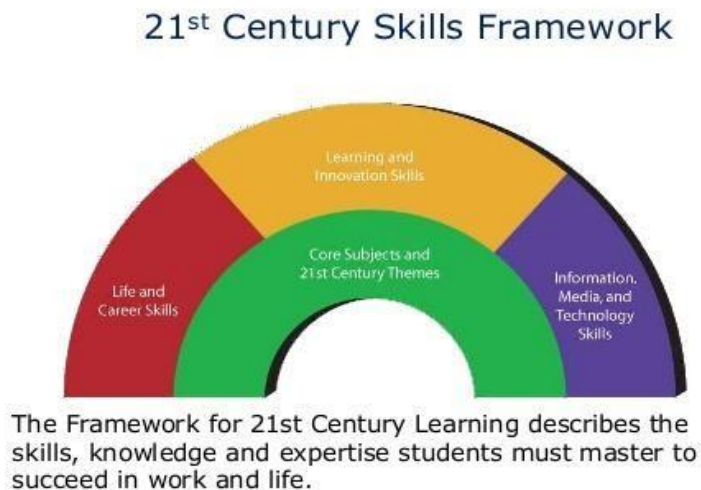 21st Century Skills Framework
Learning and
Innovation Skills
Core Subjects and
21st Century Themes
Life and
Career Skills
Information,
Media, and
Technology
Skills
The Framework for 21st Century Learning describes the
skills, knowledge and expertise students must master to
succeed in work and life.